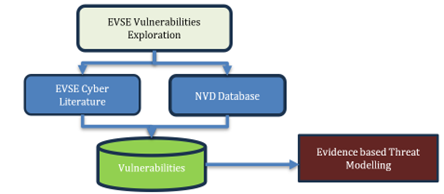 EVSE Vulnerabilities
Exploration
EVSE Cyber
Literature
NVD Database
Vulnerabilities
Evidence based Threat
Modelling